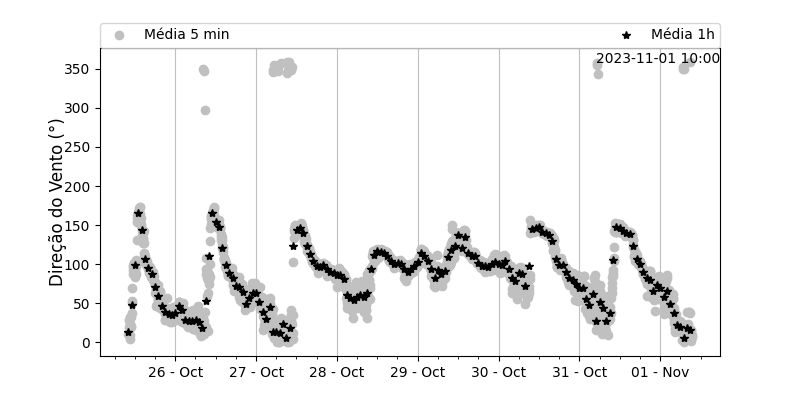 Média 5 min
Média 1h
2023-11-01 10:00
Direção do Vento (°)
350
300
250
200
150
100
50
0
26 - Oct
27 - Oct
28 - Oct
29 - Oct
30 - Oct
31 - Oct
01 - Nov